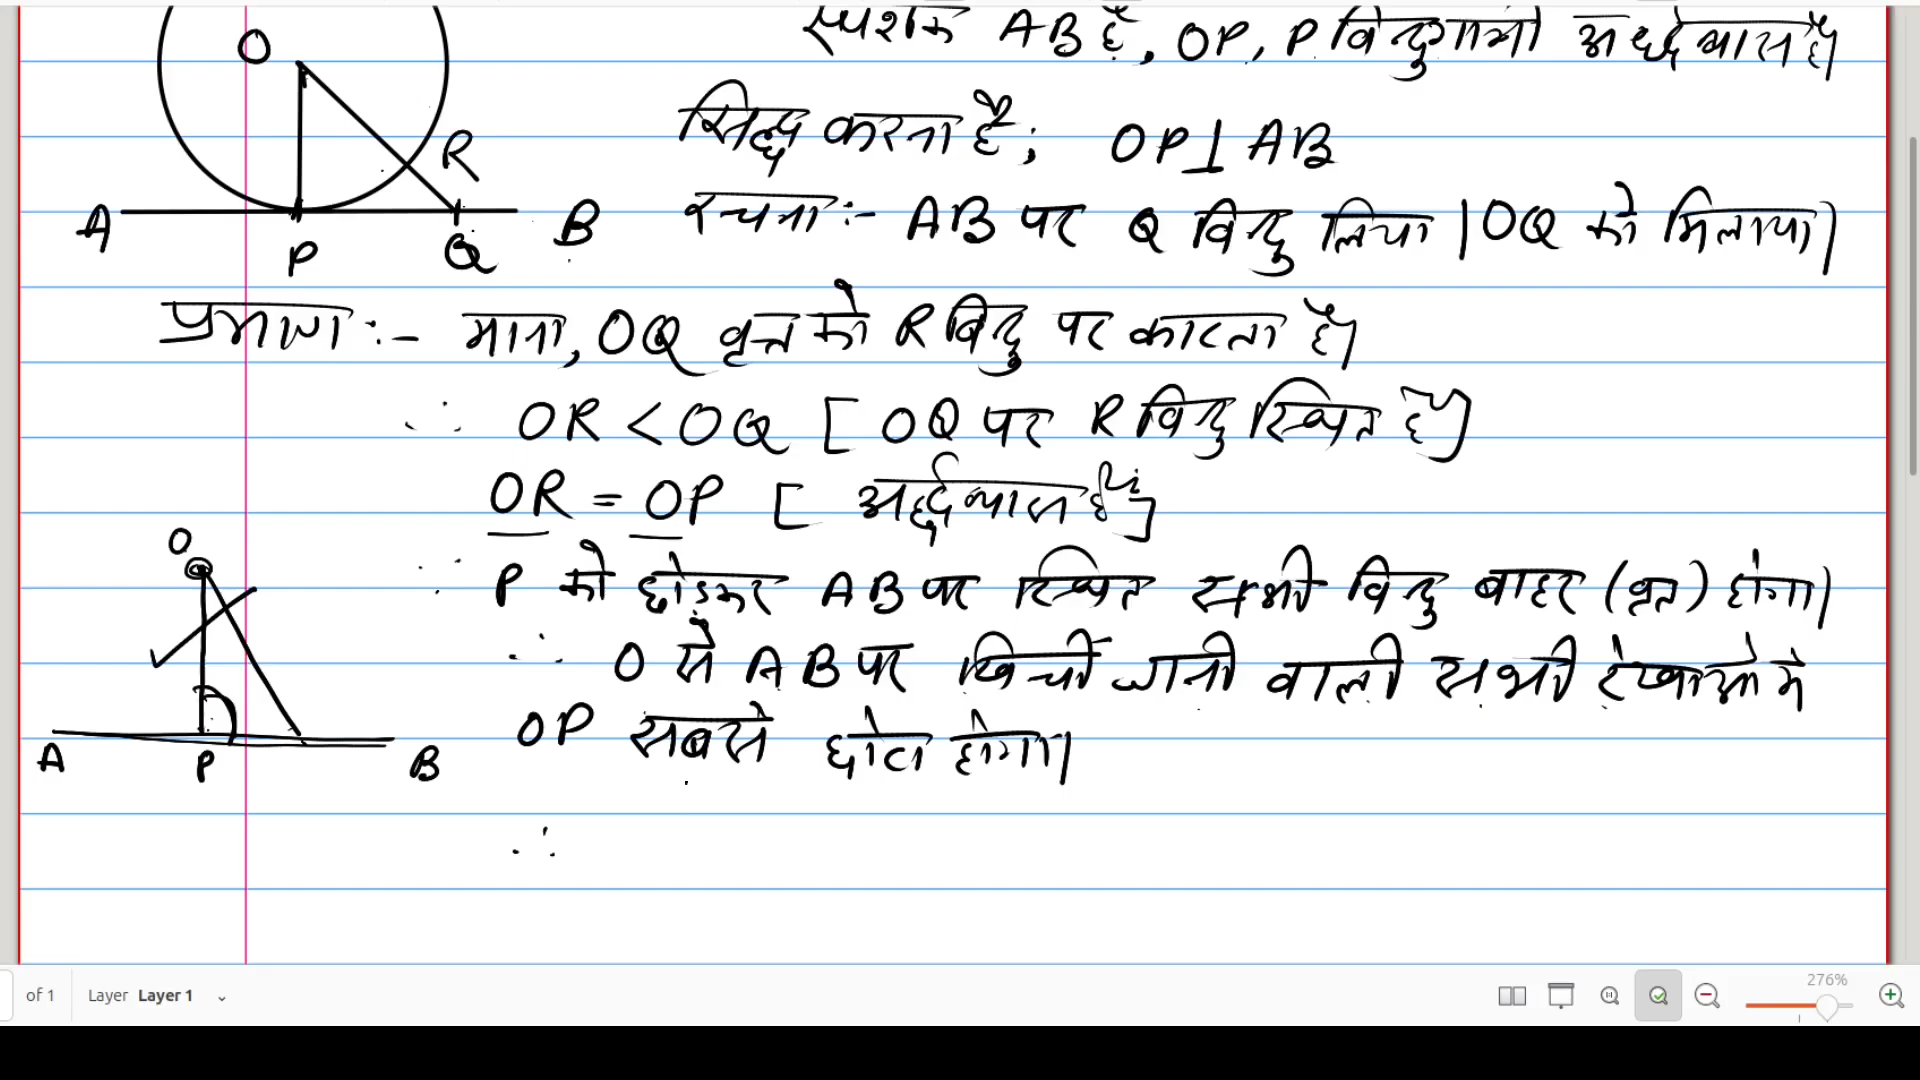 O
स्पर्शक AB है, OP, P बिन्दुगामी अर्द्धव्यास है।
सिद्ध करना है; OP⊥AB
R
A P Q B
रचना:- AB पर Q बिन्दु लिया। OQ को मिलाया।
प्रमाण:- माना, OQ वृत्त को R बिन्दु पर काटता है।
∴ OR < OQ [OQ पर R बिन्दु स्थित है]
OR = OP [अर्द्धव्यास हैं]
O
∴ P को छोड़कर AB पर स्थित सभी बिन्दु बाहर (वृत्त) होगा।
∴ O से AB पर खिची जानी वाली सभी रेखाओ मे
OP सबसे छोटा होगा।
A P B
∴
of 1 Layer Layer 1
276%